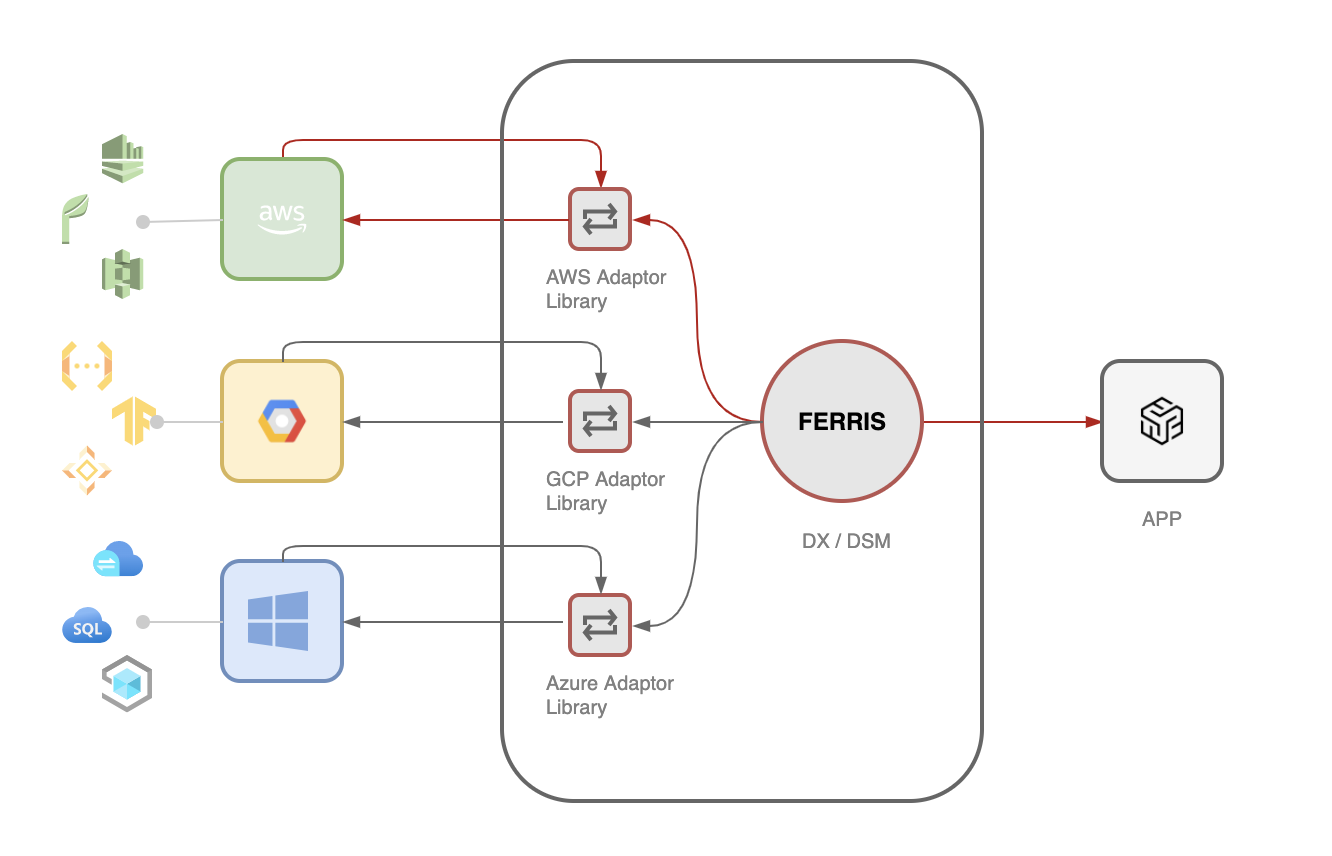 aws
AWS Adaptor
Library
GCP Adaptor
Library
FERRIS
DX / DSM
APP
SQL
Azure Adaptor
Library